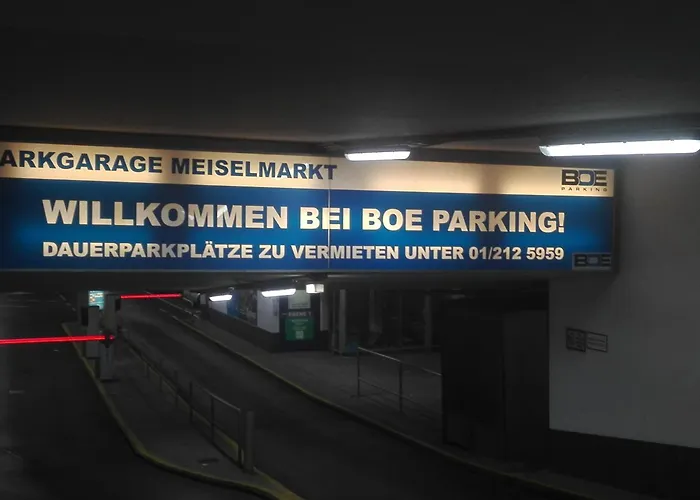 ARKGARAGE MEISELMARKT
BOE
PARKING
WILLKOMMEN BEI BOE PARKING!
DAUERPARKPLÄTZE ZU VERMIETEN UNTER 01/212 5959
BOE